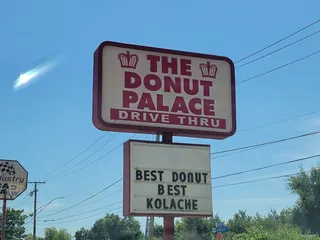 THE
DONUT
PALACE
DRIVE THRU
BEST DONUT
BEST
KOLACHE